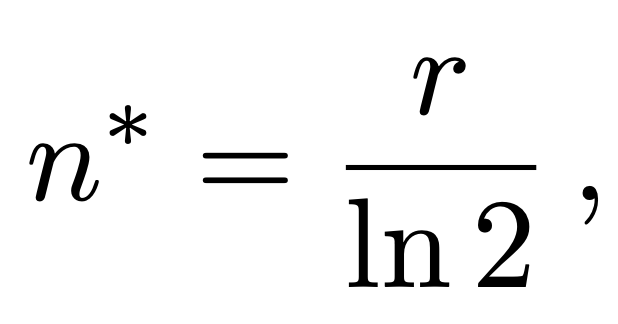 n* = r / ln 2 ,